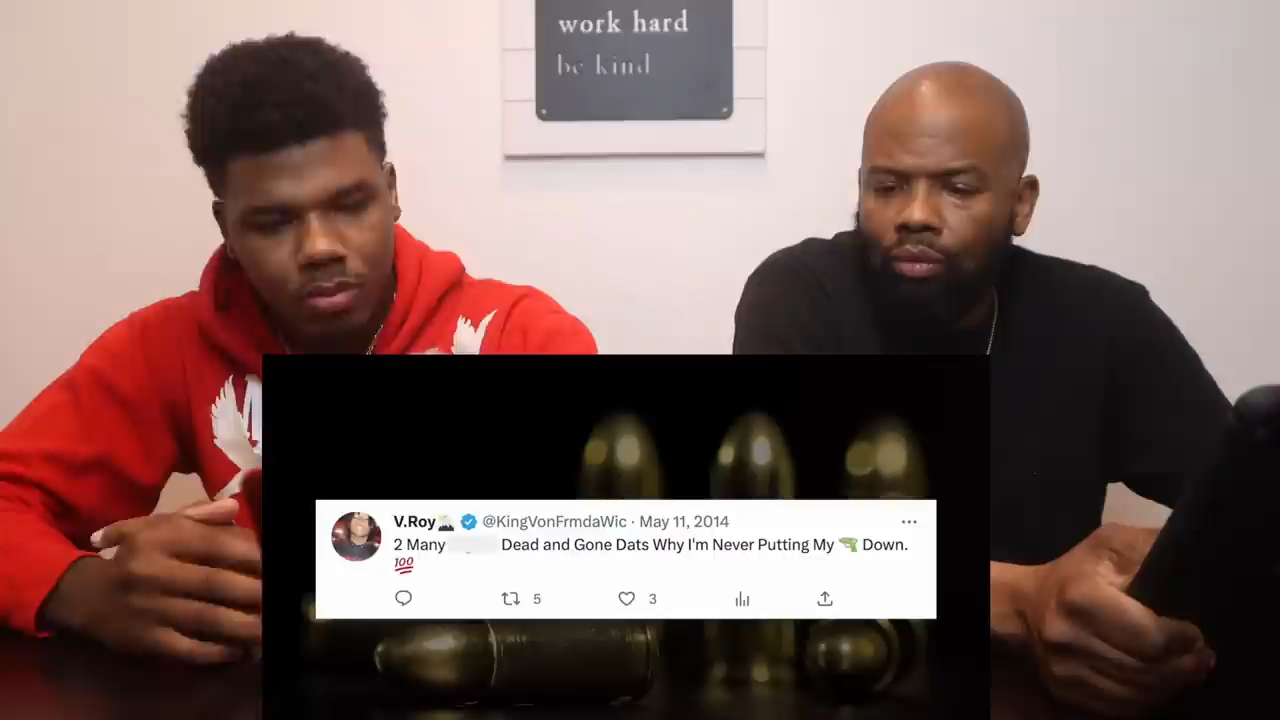 work hard
be kind
V.Roy @KingVonFrmdaWic · May 11, 2014
2 Many Dead and Gone Dats Why I'm Never Putting My 🔫 Down.
💯
5 3